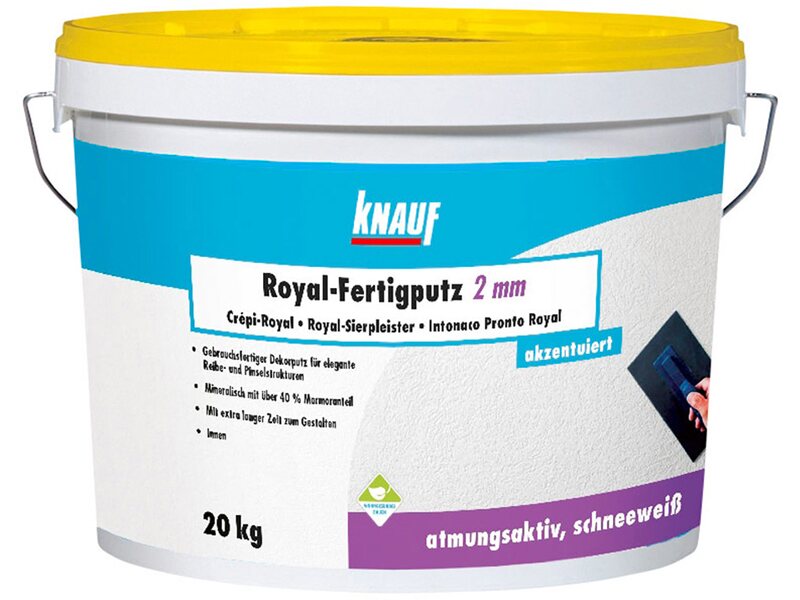 KNAUF
Royal-Fertigputz 2 mm
Crépi-Royal • Royal-Sierpleister • Intonaco Pronto Royal
akzentuiert
• Gebrauchsfertiger Dekorputz für elegante
Reibe- und Pinselstrukturen
• Mineralisch mit über 40 % Marmoranteil
• Mit extra langer Zeit zum Gestalten
• Innen
20 kg
atmungsaktiv, schneeweiß